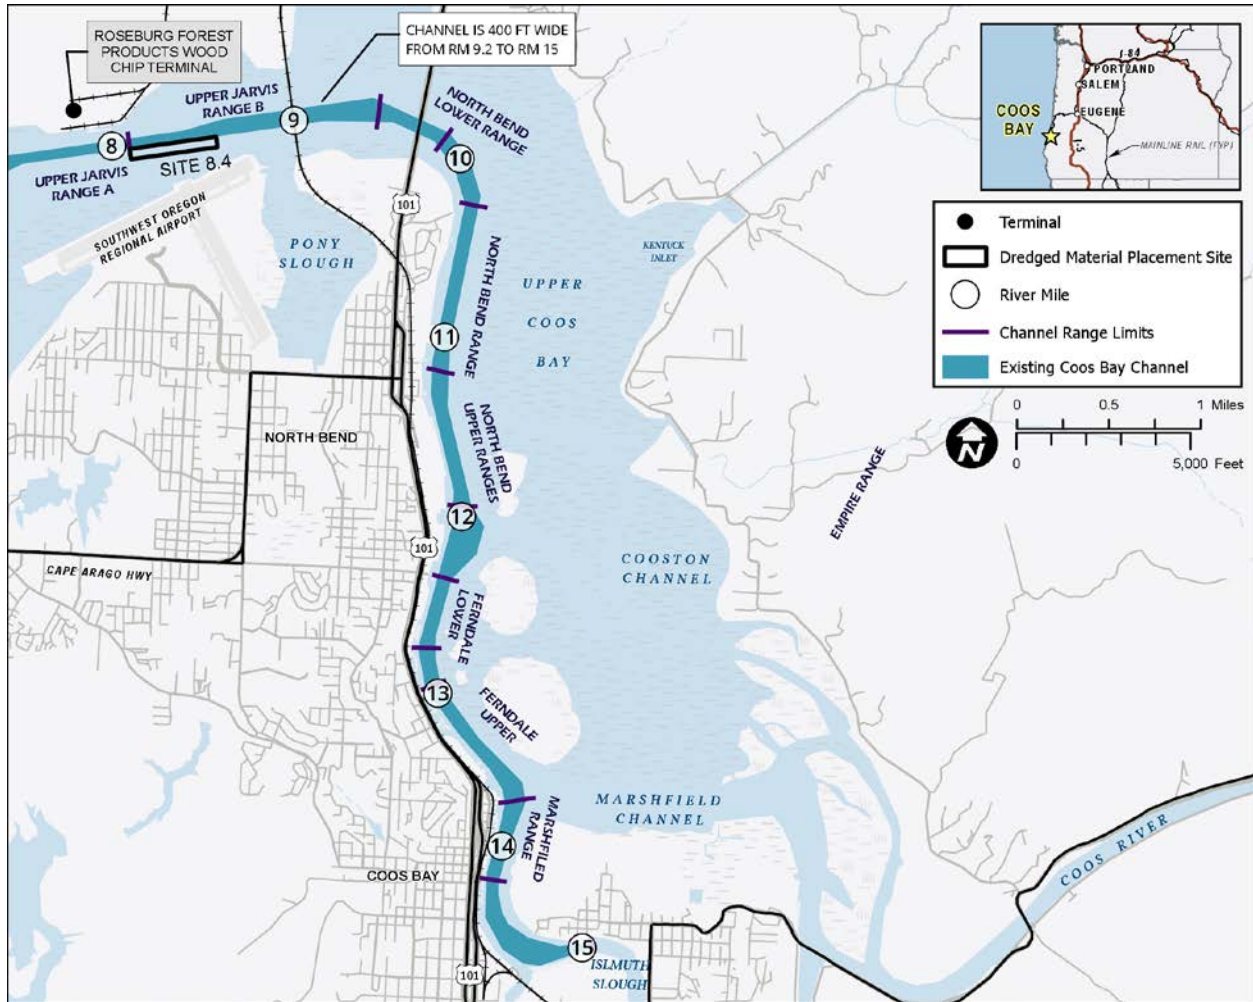 ROSEBURG FOREST
PRODUCTS WOOD
CHIP TERMINAL
CHANNEL IS 400 FT WIDE
FROM RM 9.2 TO RM 15
UPPER JARVIS
RANGE B
NORTH BEND
LOWER RANGE
8
9
10
SITE 8.4
UPPER JARVIS
RANGE A
SOUTHWEST OREGON
REGIONAL AIRPORT
101
PONY
SLOUGH
KENTUCK
INLET
UPPER
COOS
BAY
NORTH BEND RANGE
11
NORTH BEND
UPPER RANGES
NORTH BEND
12
101
CAPE ARAGO HWY
COOSTON
CHANNEL
EMPIRE RANGE
FERNDALE
LOWER
13
FERNDALE
UPPER
MARSHFIELD
CHANNEL
MARSHFILED
RANGE
14
COOS BAY
COOS RIVER
15
ISLMUTH
SLOUGH
101
I-84
PORTLAND
SALEM
EUGENE
COOS
BAY
I-5
MAINLINE RAIL (TYP)
Terminal
Dredged Material Placement Site
River Mile
Channel Range Limits
Existing Coos Bay Channel
0 0.5 1 Miles
N
0 5,000 Feet